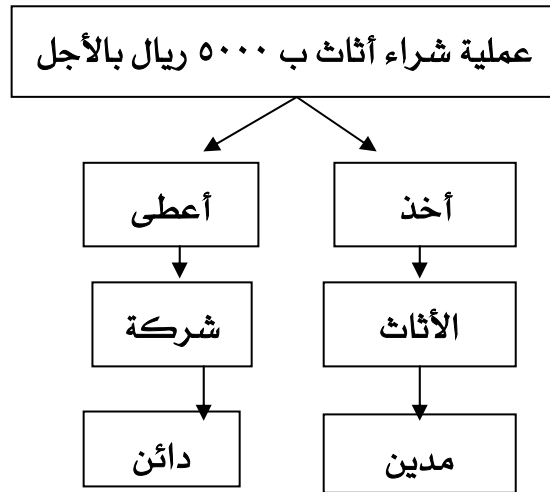 عملية شراء أثاث ب ٥٠٠٠ ريال بالأجل
أخذ
أعطى
الأثاث
شركة
مدين
دائن